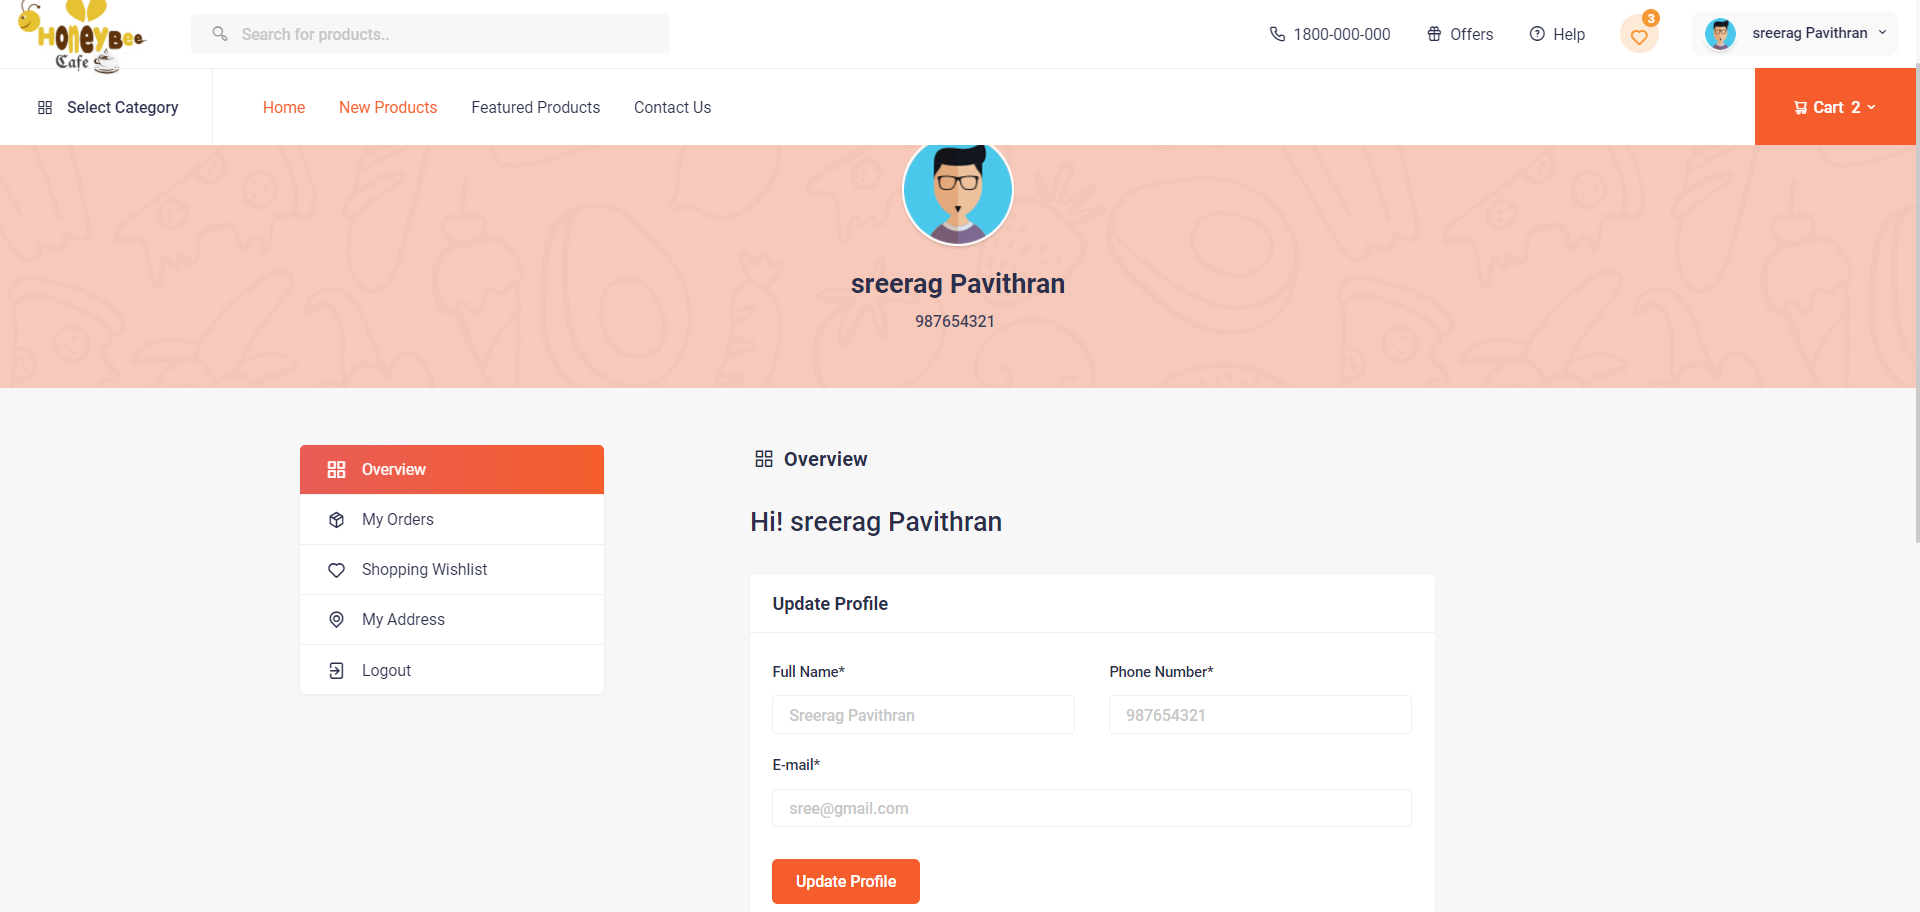 HONEYBEE
Cafe
Search for products..
1800-000-000
Offers
Help
3
sreerag Pavithran
Select Category
Home
New Products
Featured Products
Contact Us
Cart 2
sreerag Pavithran
987654321
Overview
My Orders
Shopping Wishlist
My Address
Logout
Overview
Hi! sreerag Pavithran
Update Profile
Full Name*
Phone Number*
Sreerag Pavithran
987654321
E-mail*
sree@gmail.com
Update Profile